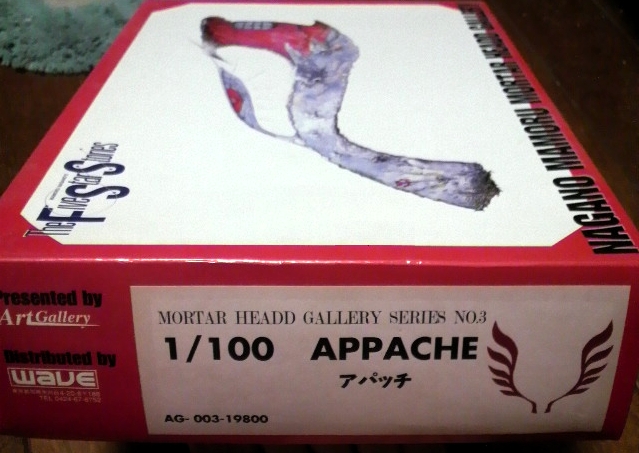 The Five Star Stories
NAGANO MAMORU MORTAR HEADD
Presented by
Art Gallery
Distributed by
WAVE
MORTAR HEADD GALLERY SERIES NO.3
1/100 APPACHE
アパッチ
AG-003-19800